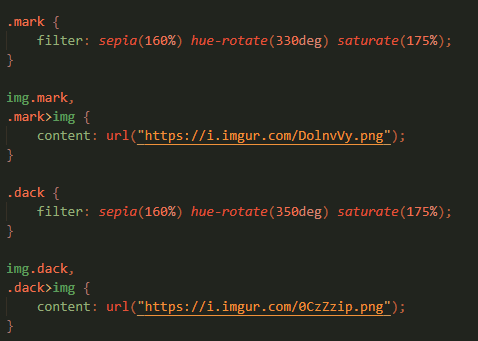 .mark {
filter: sepia(160%) hue-rotate(330deg) saturate(175%);
}
img.mark,
.mark>img {
content: url("https://i.imgur.com/DolnvVy.png");
}
.dack {
filter: sepia(160%) hue-rotate(350deg) saturate(175%);
}
img.dack,
.dack>img {
content: url("https://i.imgur.com/0CzZzip.png");
}